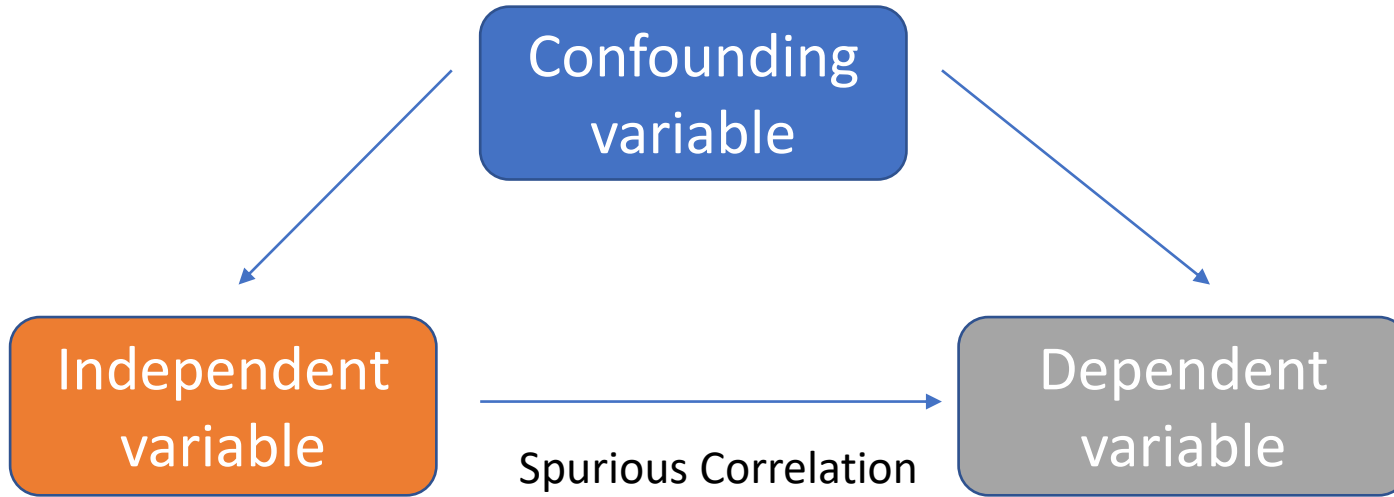 Confounding
variable
Independent
variable
Dependent
variable
Spurious Correlation